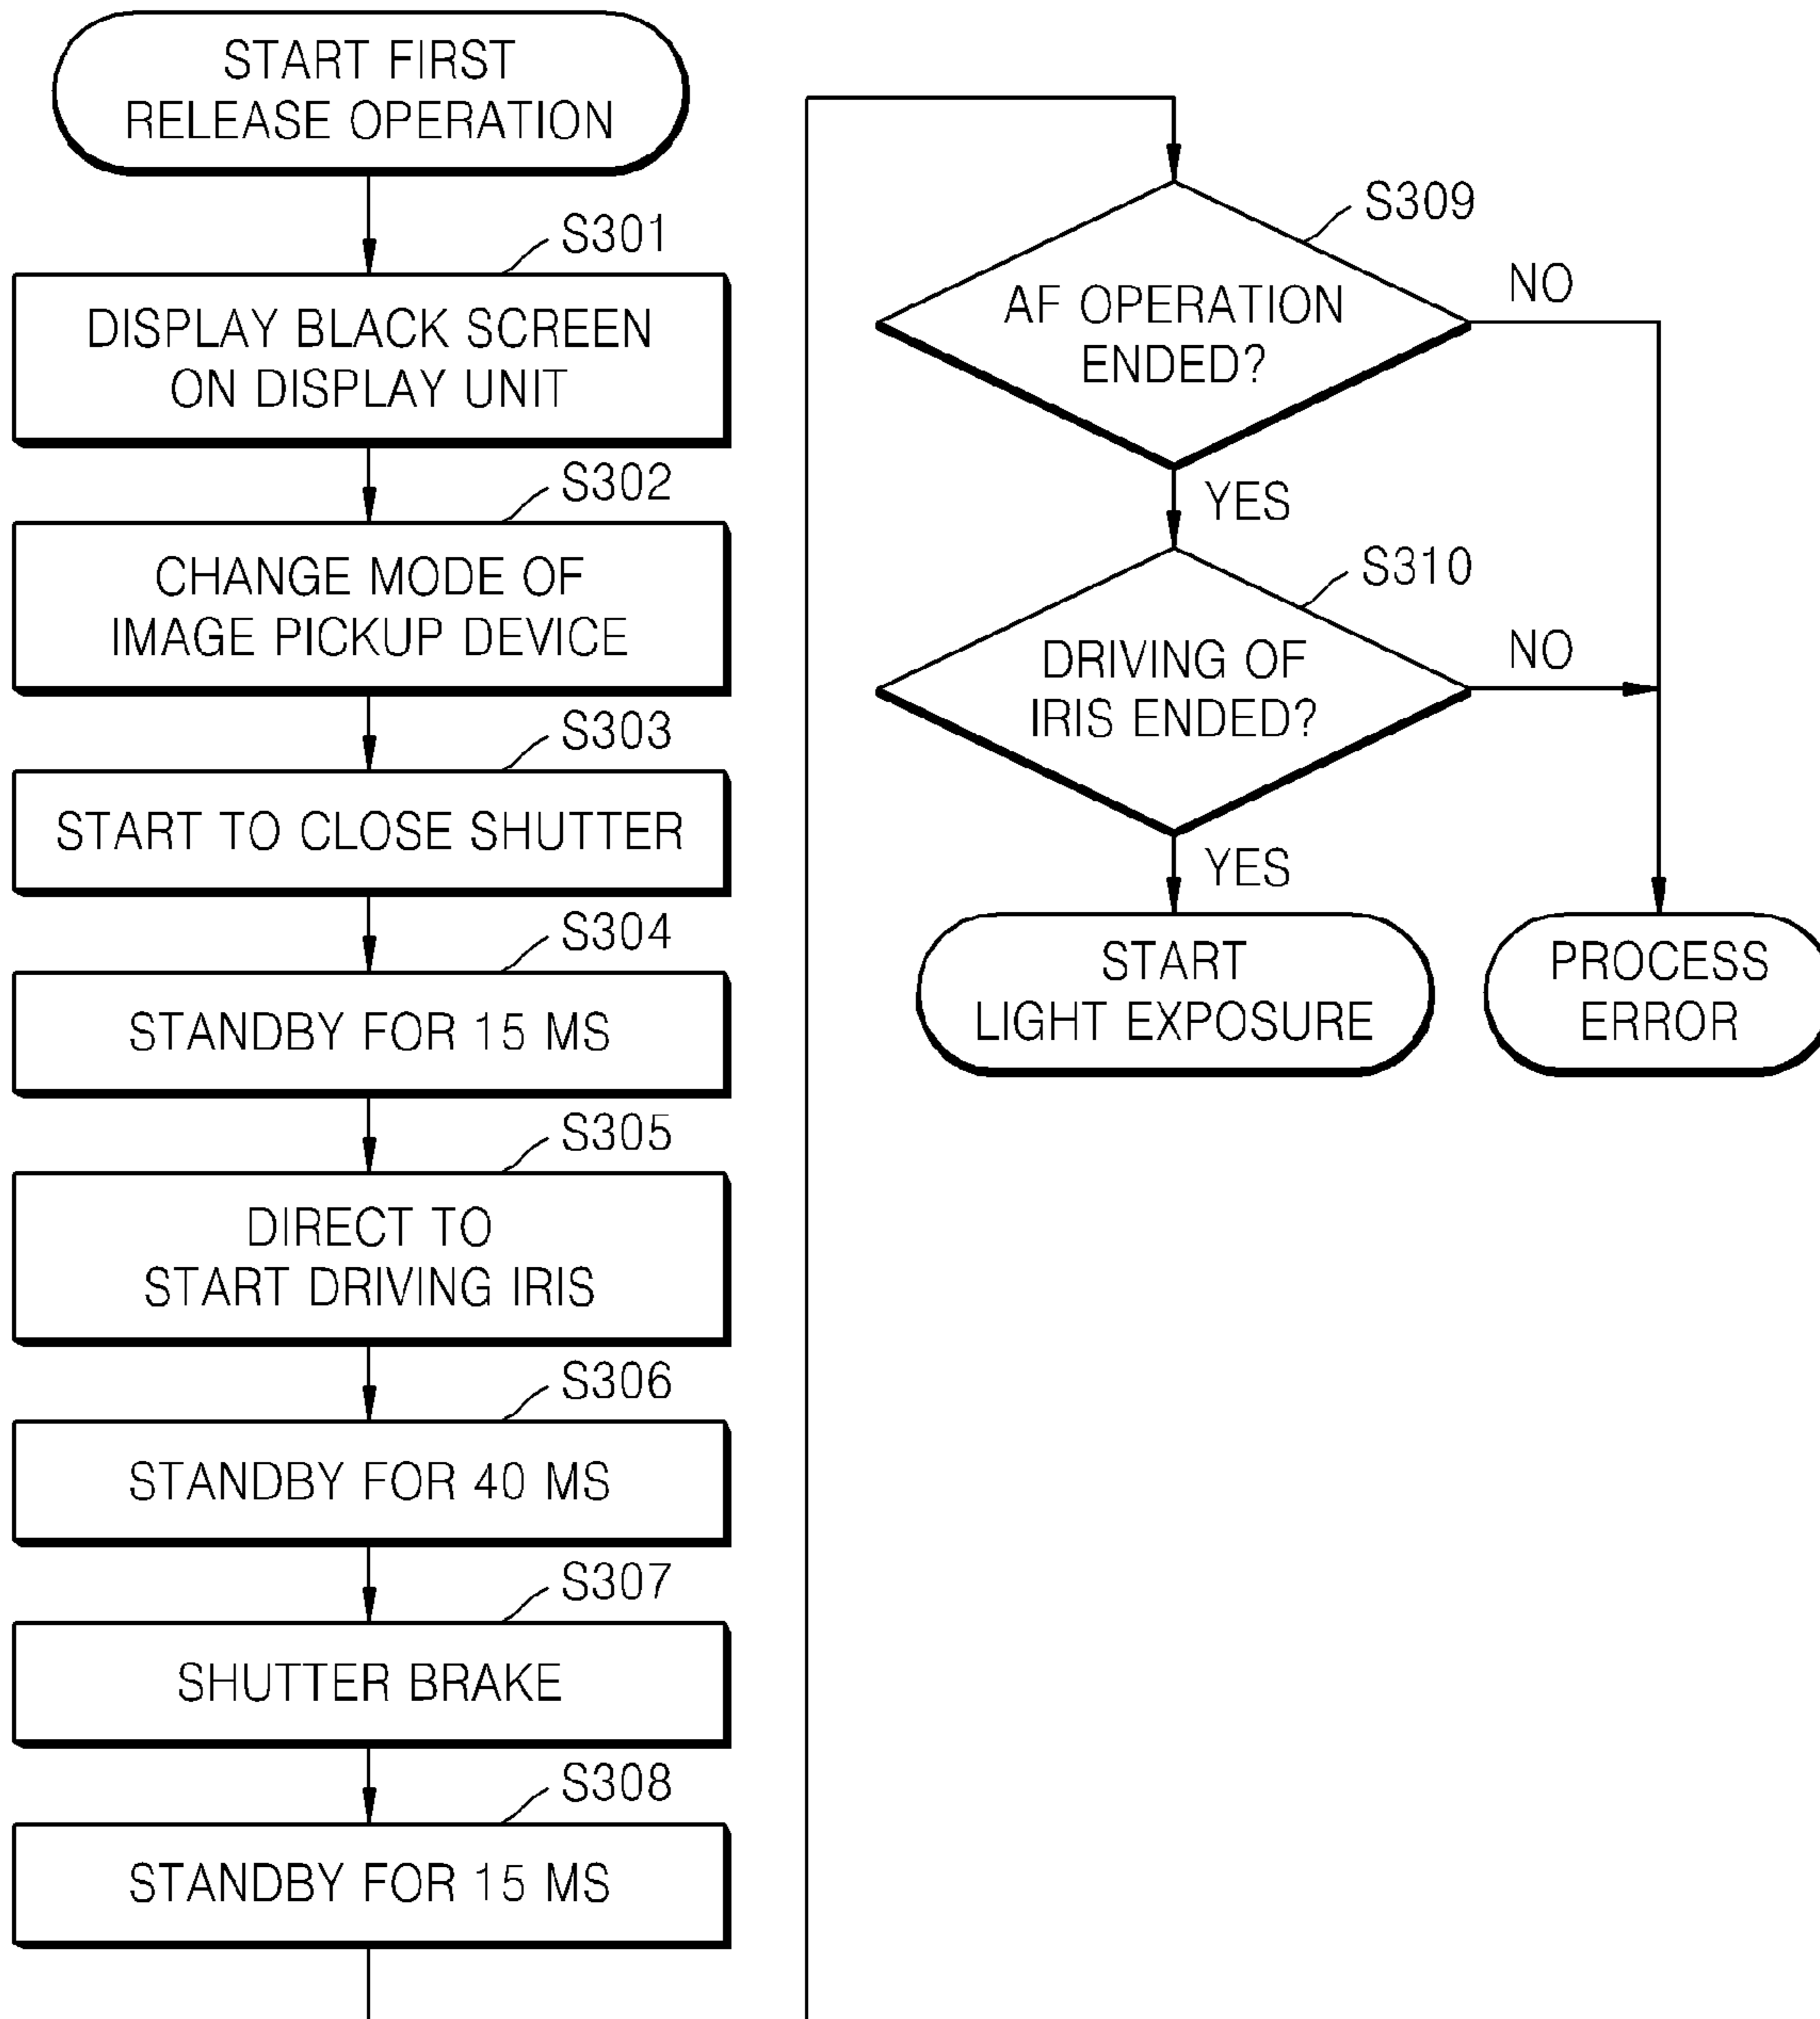 START FIRST
RELEASE OPERATION
S301
DISPLAY BLACK SCREEN
ON DISPLAY UNIT
S302
CHANGE MODE OF
IMAGE PICKUP DEVICE
S303
START TO CLOSE SHUTTER
S304
STANDBY FOR 15 MS
S305
DIRECT TO
START DRIVING IRIS
S306
STANDBY FOR 40 MS
S307
SHUTTER BRAKE
S308
STANDBY FOR 15 MS
S309
AF OPERATION
ENDED?
NO
YES
S310
DRIVING OF
IRIS ENDED?
NO
YES
START
LIGHT EXPOSURE
PROCESS
ERROR